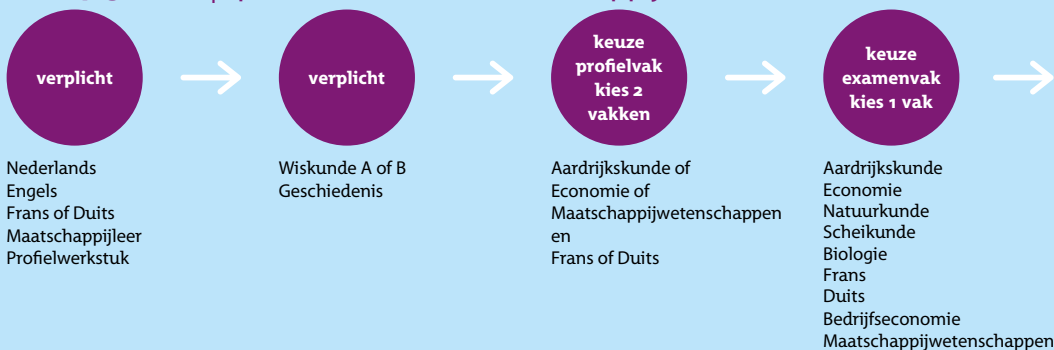 verplicht
Nederlands
Engels
Frans of Duits
Maatschappijleer
Profielwerkstuk
verplicht
Wiskunde A of B
Geschiedenis
keuze
profielvak
kies 2
vakken
Aardrijkskunde of
Economie of
Maatschappijwetenschappen
en
Frans of Duits
keuze
examenvak
kies 1 vak
Aardrijkskunde
Economie
Natuurkunde
Scheikunde
Biologie
Frans
Duits
Bedrijfseconomie
Maatschappijwetenschappen